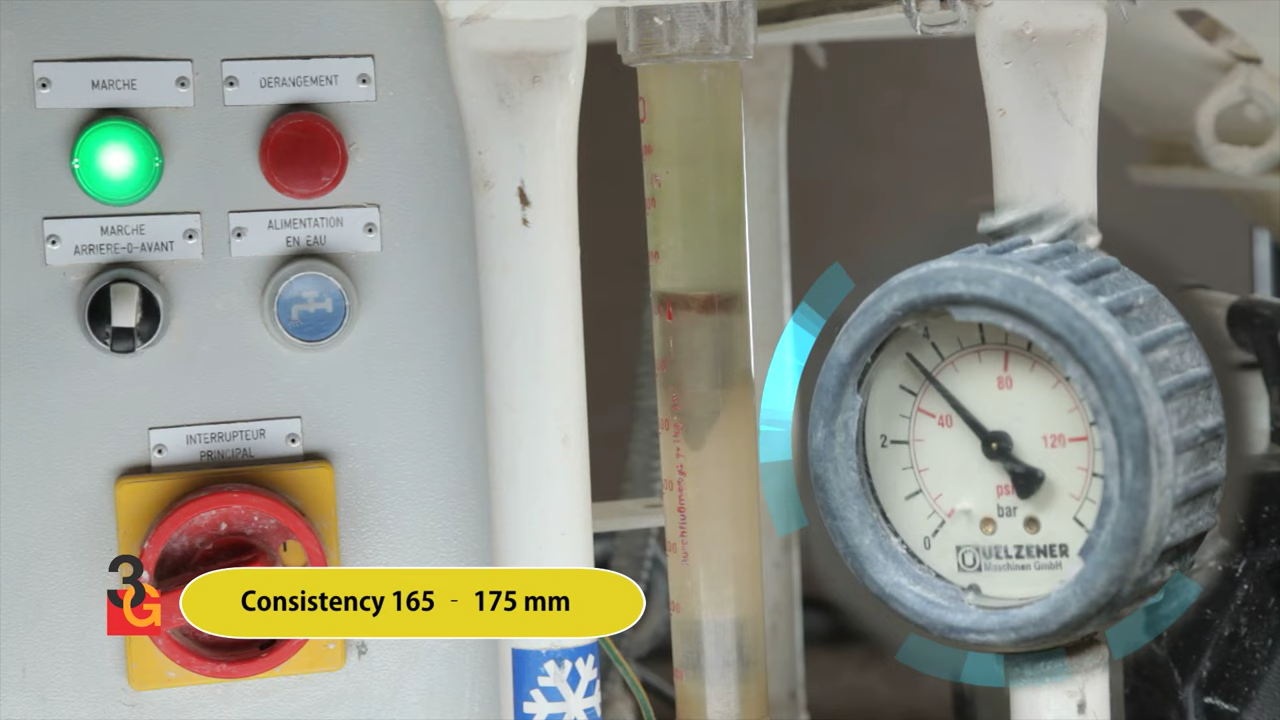 MARCHE
DERANGEMENT
MARCHE
ARRIERE-0-AVANT
ALIMENTATION
EN EAU
INTERRUPTEUR
PRINCIPAL
4
80
40
2
120
psi
bar
0
UELZENER
Maschinen GmbH
3G
Consistency 165 - 175 mm